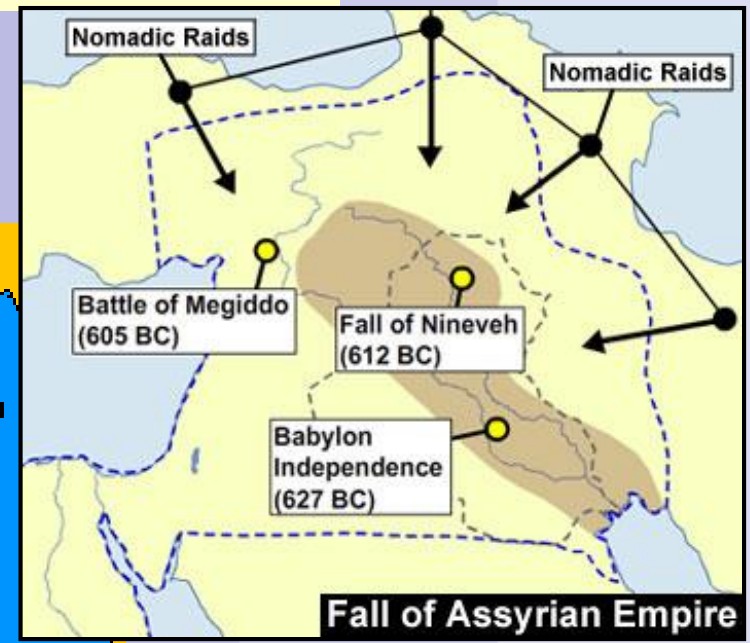 Nomadic Raids
Nomadic Raids
Battle of Megiddo
(605 BC)
Fall of Nineveh
(612 BC)
Babylon
Independence
(627 BC)
Fall of Assyrian Empire